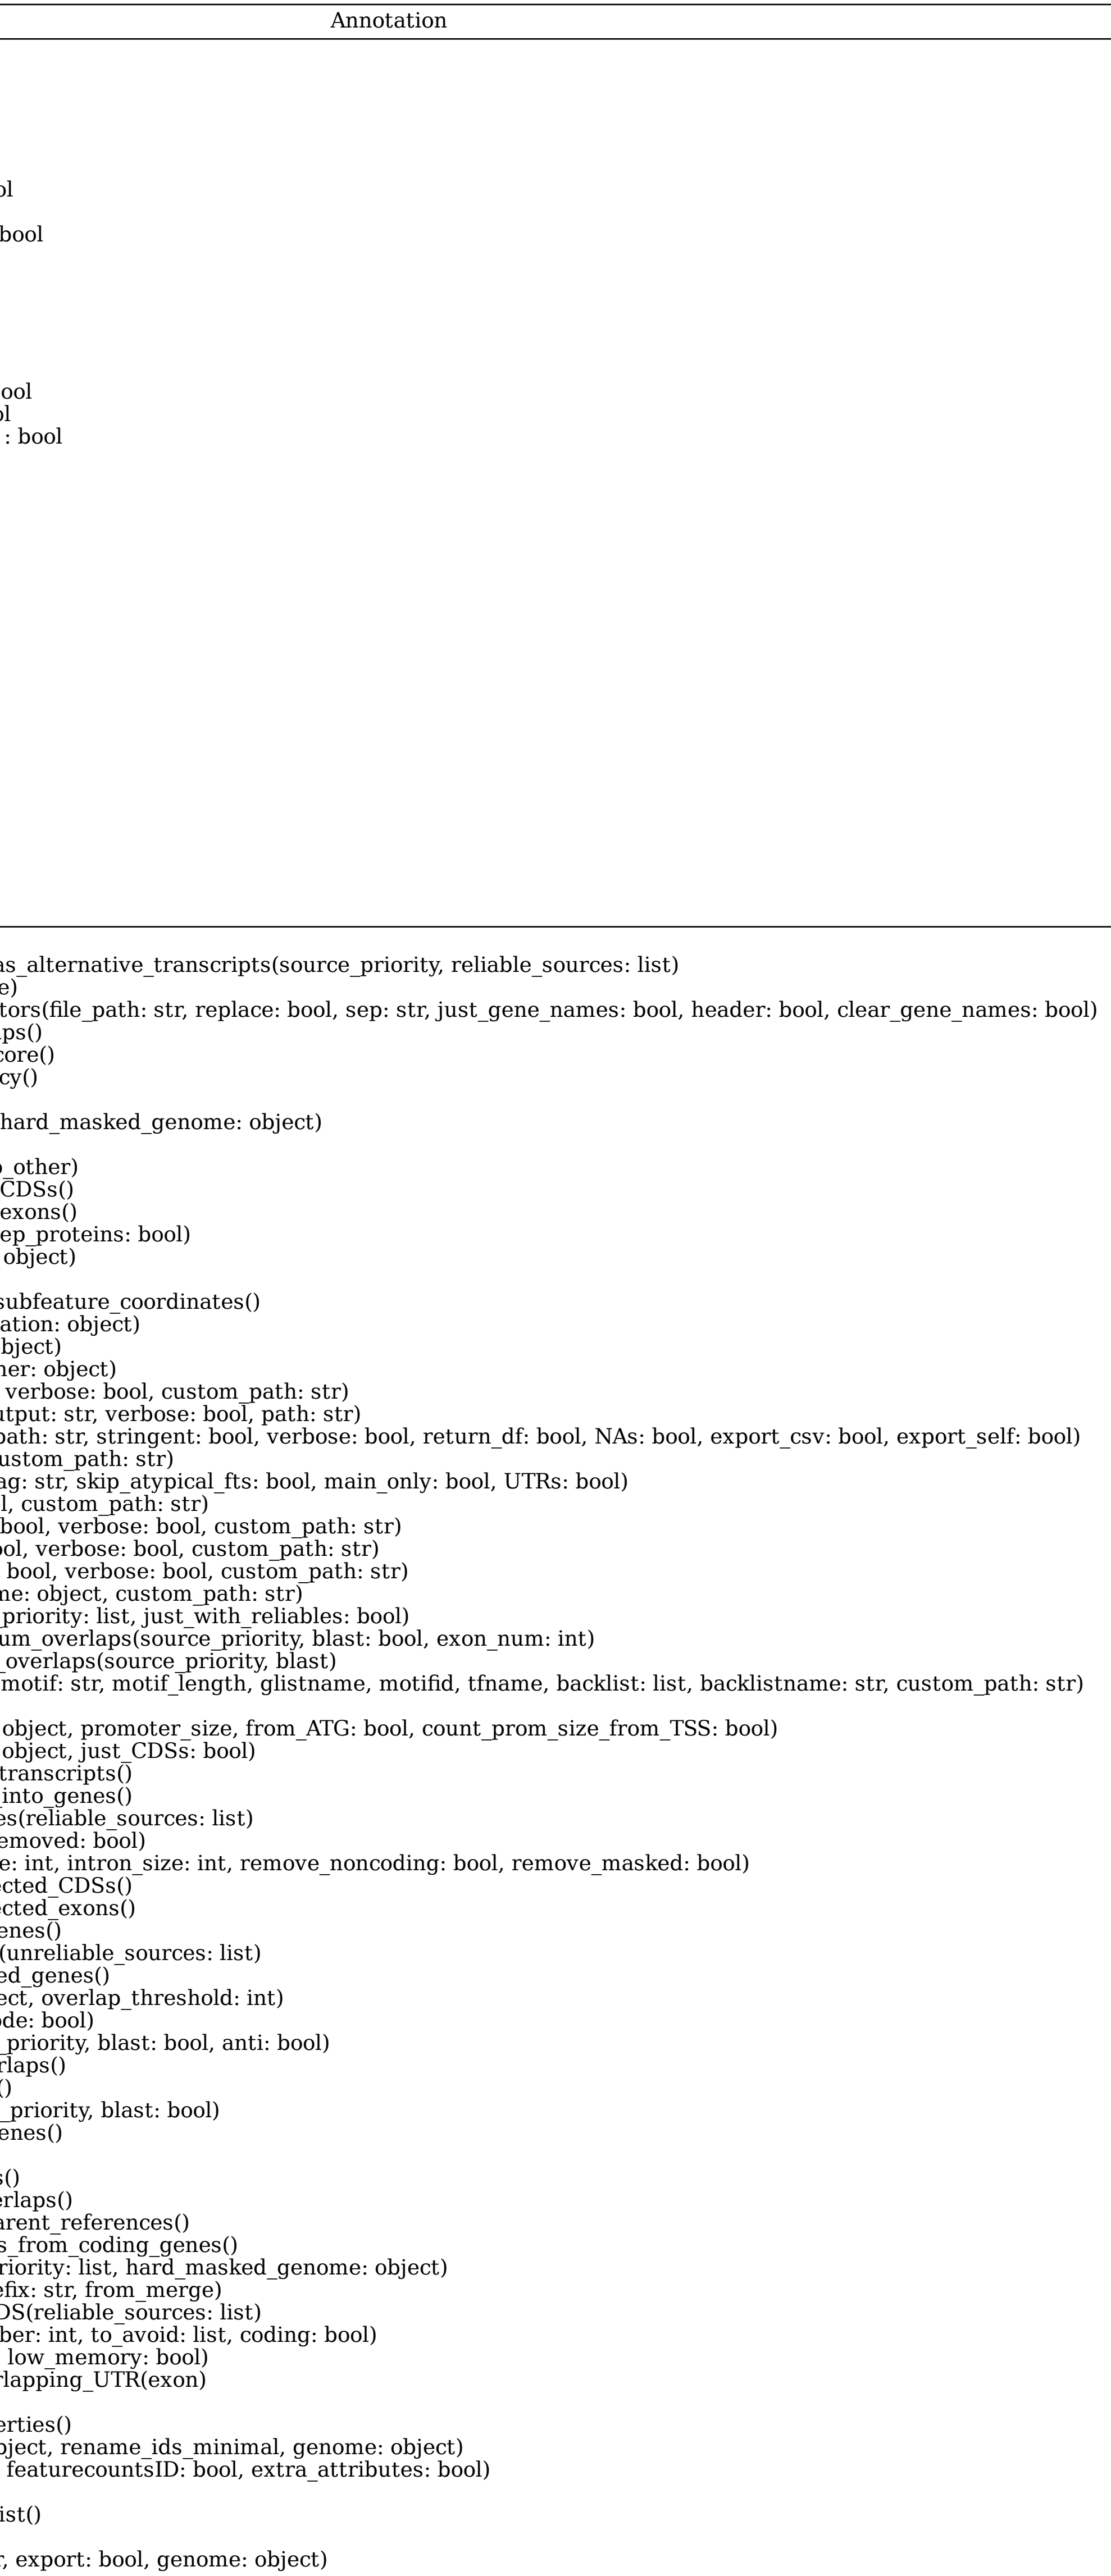 Annotation
ol
bool
ool
ol
: bool
as_alternative_transcripts(source_priority, reliable_sources: list)
e)
tors(file_path: str, replace: bool, sep: str, just_gene_names: bool, header: bool, clear_gene_names: bool)
ups()
core()
cy()
hard_masked_genome: object)
o_other)
CDSs()
exons()
ep_proteins: bool)
object)
subfeature_coordinates()
ation: object)
bject)
her: object)
verbose: bool, custom_path: str)
utput: str, verbose: bool, path: str)
path: str, stringent: bool, verbose: bool, return_df: bool, NAs: bool, export_csv: bool, export_self: bool)
ustom_path: str)
ag: str, skip_atypical_fts: bool, main_only: bool, UTRs: bool)
l, custom_path: str)
bool, verbose: bool, custom_path: str)
ool, verbose: bool, custom_path: str)
bool, verbose: bool, custom_path: str)
me: object, custom_path: str)
priority: list, just_with_reliables: bool)
um_overlaps(source_priority, blast: bool, exon_num: int)
_overlaps(source_priority, blast)
motif: str, motif_length, glistname, motifid, tfname, backlist: list, backlistname: str, custom_path: str)
object, promoter_size, from_ATG: bool, count_prom_size_from_TSS: bool)
object, just_CDSs: bool)
transcripts()
_into_genes()
es(reliable_sources: list)
emoved: bool)
e: int, intron_size: int, remove_noncoding: bool, remove_masked: bool)
ected_CDSs()
ected_exons()
enes()
(unreliable_sources: list)
ed_genes()
ect, overlap_threshold: int)
ode: bool)
_priority, blast: bool, anti: bool)
rlaps()
()
_priority, blast: bool)
enes()
s()
erlaps()
arent_references()
s_from_coding_genes()
riority: list, hard_masked_genome: object)
efix: str, from_merge)
DS(reliable_sources: list)
ber: int, to_avoid: list, coding: bool)
low_memory: bool)
rlapping_UTR(exon)
erties()
bject, rename_ids_minimal, genome: object)
featurecountsID: bool, extra_attributes: bool)
ist()
r, export: bool, genome: object)